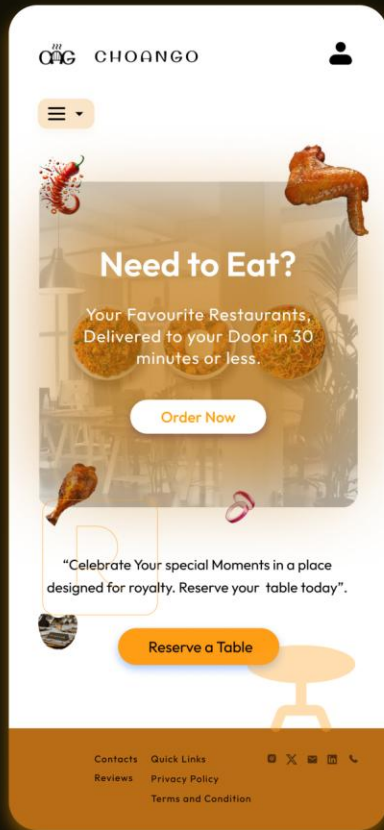 CHOANGO
Need to Eat?
Your Favourite Restaurants,
Delivered to your Door in 30
minutes or less.
Order Now
R
“Celebrate Your special Moments in a place
designed for royalty. Reserve your table today”.
Reserve a Table
Contacts Quick Links
Reviews Privacy Policy
Terms and Condition